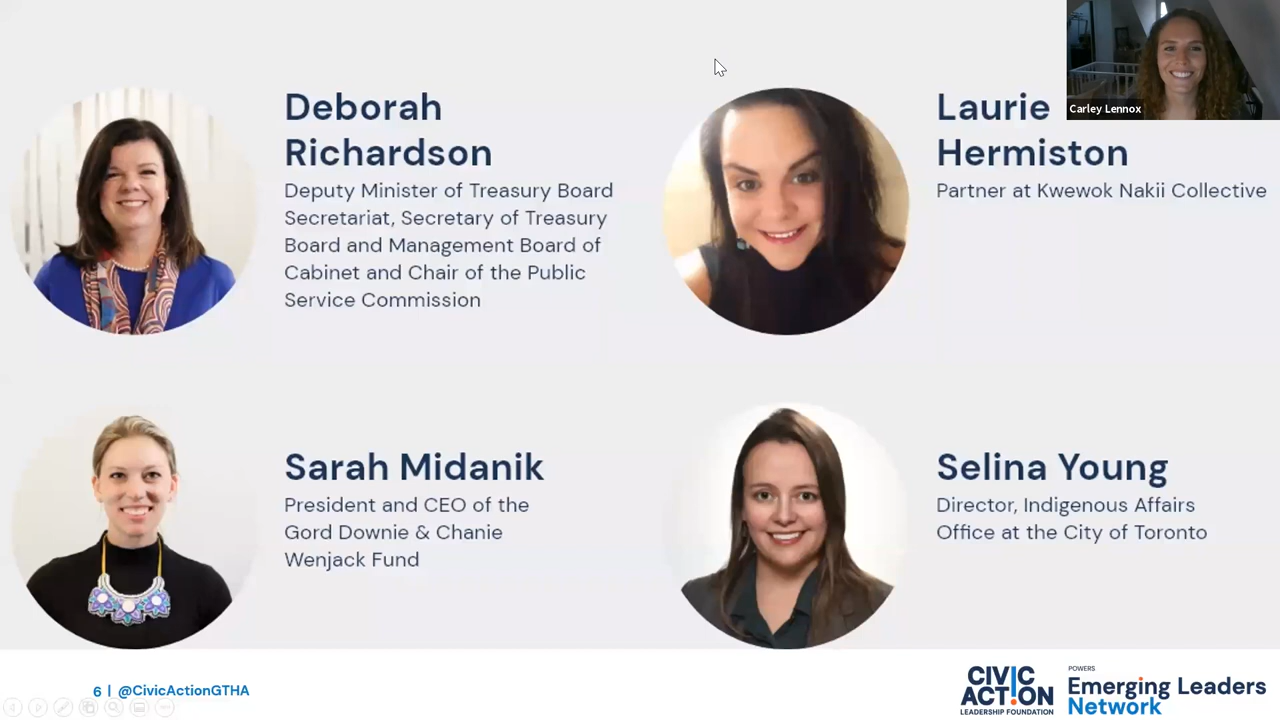 Deborah
Richardson
Deputy Minister of Treasury Board
Secretariat, Secretary of Treasury
Board and Management Board of
Cabinet and Chair of the Public
Service Commission
Laurie
Hermiston
Partner at Kwewok Nakii Collective
Carley Lennox
Sarah Midanik
President and CEO of the
Gord Downie & Chanie
Wenjack Fund
Selina Young
Director, Indigenous Affairs
Office at the City of Toronto
6 | @CivicActionGTHA
CIVIC
ACTION
LEADERSHIP FOUNDATION
POWERS
Emerging Leaders
Network